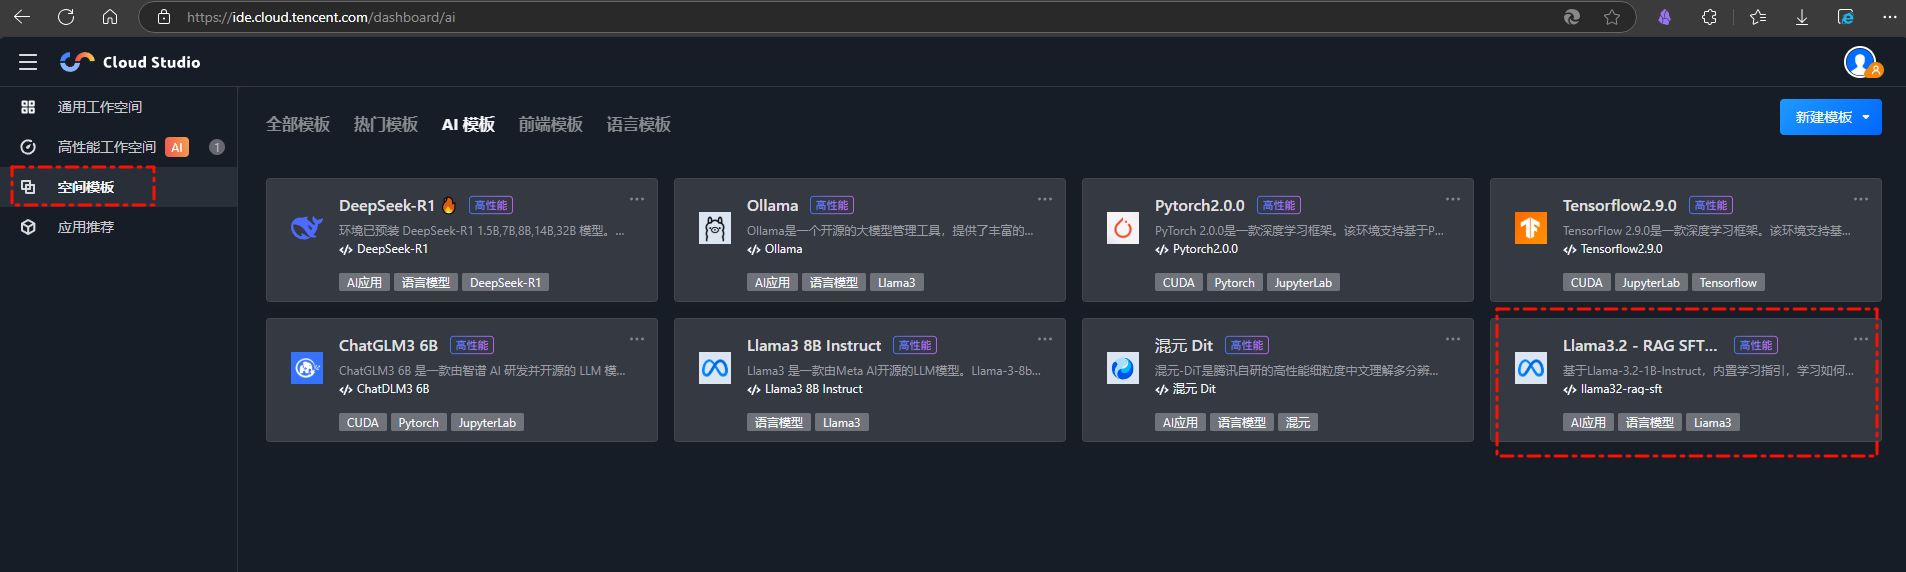 https://ide.cloud.tencent.com/dashboard/ai
Cloud Studio
通用工作空间
高性能工作空间 AI 1
空间模板
应用推荐
全部模板 热门模板 AI 模板 前端模板 语言模板
新建模板
DeepSeek-R1 高性能
环境已预装 DeepSeek-R1 1.5B,7B,8B,14B,32B 模型。...
DeepSeek-R1
AI应用 语言模型 DeepSeek-R1
Ollama 高性能
Ollama是一个开源的大模型管理工具，提供了丰富的...
Ollama
AI应用 语言模型 Llama3
Pytorch2.0.0 高性能
PyTorch 2.0.0是一款深度学习框架。该环境支持基于P...
Pytorch2.0.0
CUDA Pytorch JupyterLab
Tensorflow2.9.0 高性能
TensorFlow 2.9.0是一款深度学习框架。该环境支持基...
Tensorflow2.9.0
CUDA JupyterLab Tensorflow
ChatGLM3 6B 高性能
ChatGLM3 6B 是一款由智谱 AI 研发并开源的 LLM 模...
ChatDLM3 6B
CUDA Pytorch JupyterLab
Llama3 8B Instruct 高性能
Llama3 一款由Meta AI开源的LLM模型。Llama-3-8b...
Llama3 8B Instruct
语言模型 Llama3
混元 Dit 高性能
混元-DiT是腾讯自研的高性能细粒度中文理解多分辨...
混元 Dit
AI应用 语言模型 混元
Llama3.2 - RAG SFT... 高性能
基于Llama-3.2-1B-Instruct，内置学习指引，学习如何...
llama32-rag-sft
AI应用 语言模型 Liama3